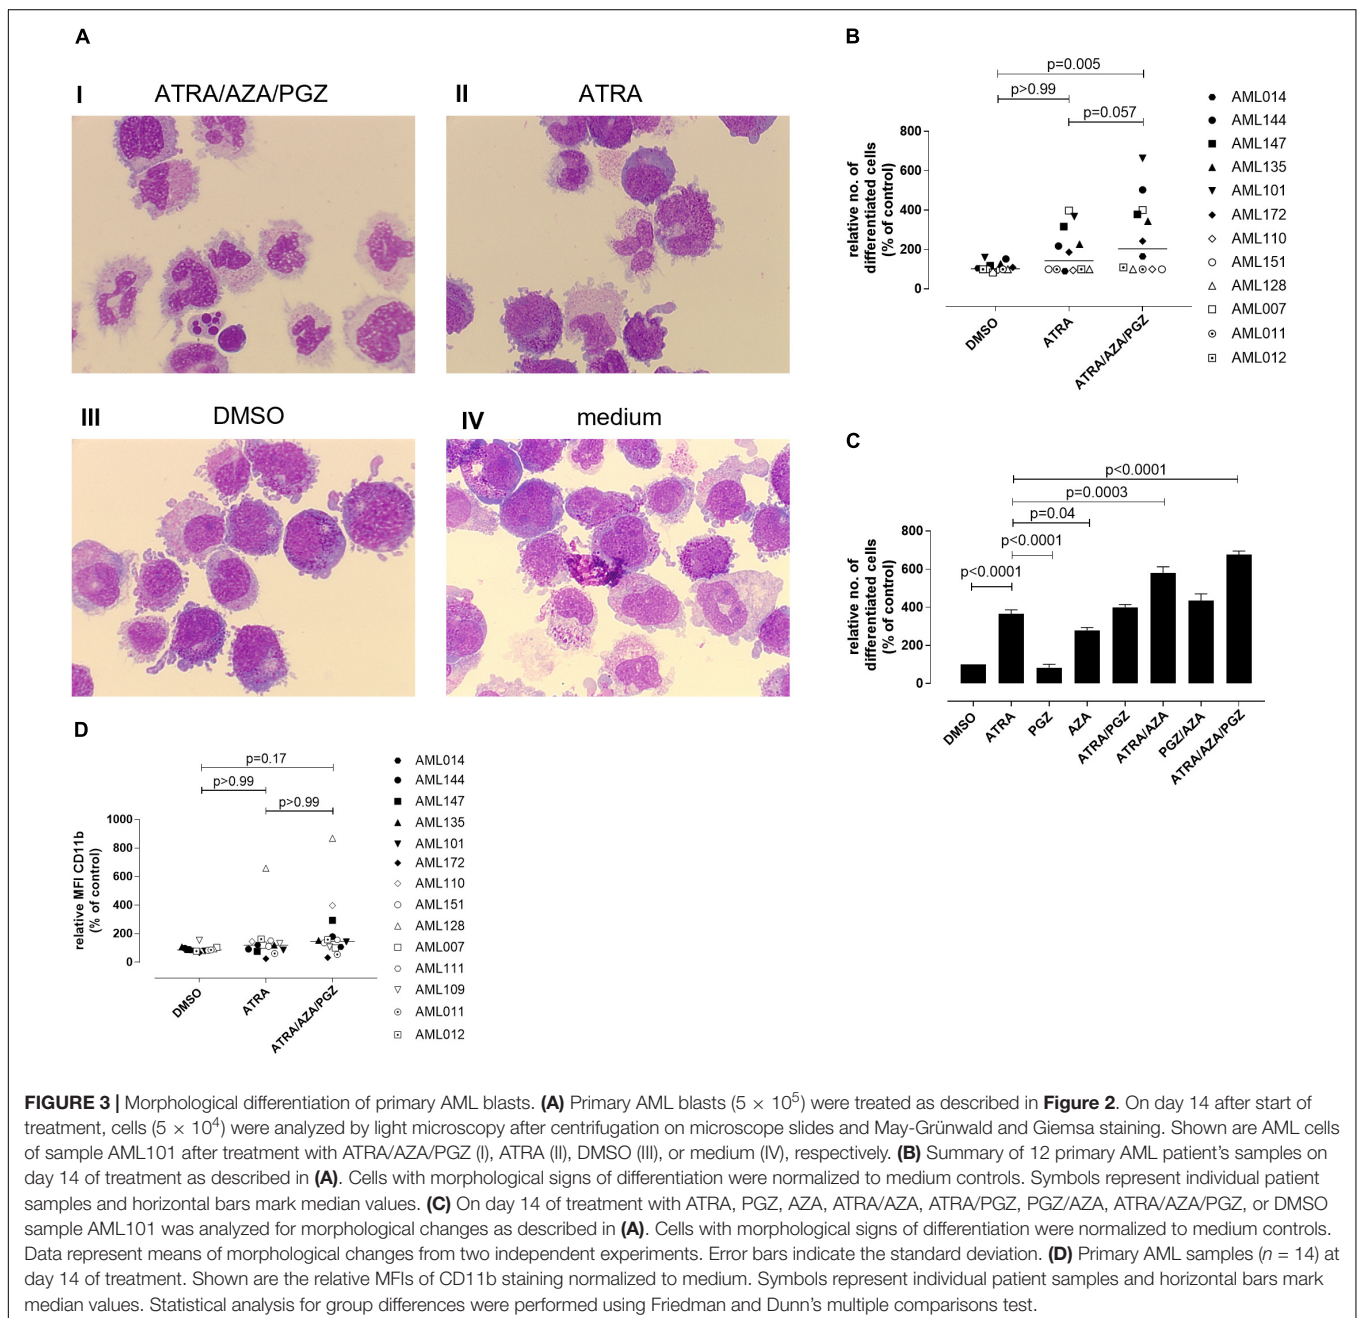 A
I
ATRA/AZA/PGZ
II
ATRA
III
DMSO
IV
medium
B
p=0.005
p>0.99
p=0.057
relative no. of
differentiated cells
(% of control)
800
600
400
200
0
DMSO
ATRA
ATRA/AZA/PGZ
AML014
AML144
AML147
AML135
AML101
AML172
AML110
AML151
AML128
AML007
AML011
AML012
C
p<0.0001
p=0.0003
p=0.04
p<0.0001
p<0.0001
relative no. of
differentiated cells
(% of control)
800
600
400
200
0
DMSO
ATRA
PGZ
AZA
ATRA/PGZ
ATRA/AZA
PGZ/AZA
ATRA/AZA/PGZ
D
p=0.17
p>0.99
p>0.99
relative MFI CD11b
(% of control)
1000
800
600
400
200
0
DMSO
ATRA
ATRA/AZA/PGZ
AML014
AML144
AML147
AML135
AML101
AML172
AML110
AML151
AML128
AML007
AML111
AML109
AML011
AML012
FIGURE 3 | Morphological differentiation of primary AML blasts. (A) Primary AML blasts (5 × 10⁵) were treated as described in Figure 2. On day 14 after start of
treatment, cells (5 × 10⁴) were analyzed by light microscopy after centrifugation on microscope slides and May-Grünwald and Giemsa staining. Shown are AML cells
of sample AML101 after treatment with ATRA/AZA/PGZ (I), ATRA (II), DMSO (III), or medium (IV), respectively. (B) Summary of 12 primary AML patient's samples on
day 14 of treatment as described in (A). Cells with morphological signs of differentiation were normalized to medium controls. Symbols represent individual patient
samples and horizontal bars mark median values. (C) On day 14 of treatment with ATRA, PGZ, AZA, ATRA/AZA, ATRA/PGZ, PGZ/AZA, ATRA/AZA/PGZ, or DMSO
sample AML101 was analyzed for morphological changes as described in (A). Cells with morphological signs of differentiation were normalized to medium controls.
Data represent means of morphological changes from two independent experiments. Error bars indicate the standard deviation. (D) Primary AML samples (n = 14) at
day 14 of treatment. Shown are the relative MFIs of CD11b staining normalized to medium. Symbols represent individual patient samples and horizontal bars mark
median values. Statistical analysis for group differences were performed using Friedman and Dunn's multiple comparisons test.